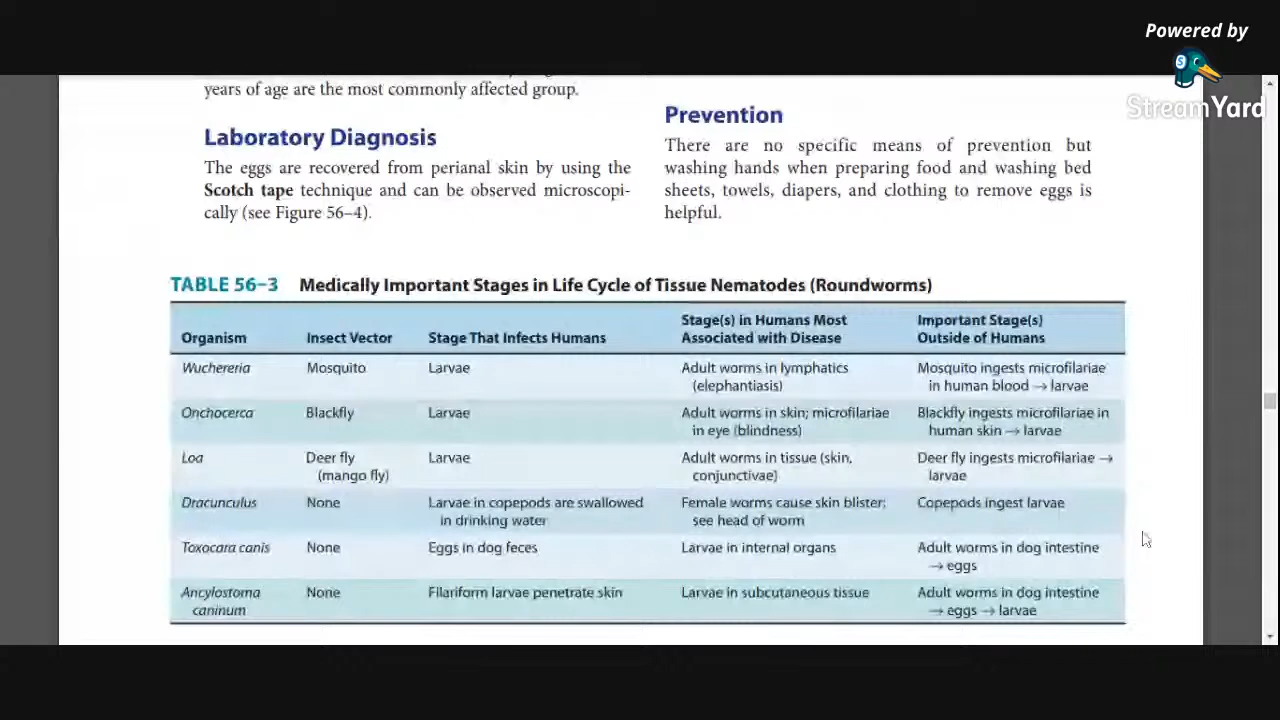 Powered by
StreamYard
years of age are the most commonly affected group.
Laboratory Diagnosis
The eggs are recovered from perianal skin by using the
Scotch tape technique and can be observed microscopi-
cally (see Figure 56–4).
Prevention
There are no specific means of prevention but
washing hands when preparing food and washing bed
sheets, towels, diapers, and clothing to remove eggs is
helpful.
TABLE 56–3 Medically Important Stages in Life Cycle of Tissue Nematodes (Roundworms)
Organism
Insect Vector
Stage That Infects Humans
Stage(s) in Humans Most
Associated with Disease
Important Stage(s)
Outside of Humans
Wuchereria
Mosquito
Larvae
Adult worms in lymphatics
(elephantiasis)
Mosquito ingests microfilariae
in human blood → larvae
Onchocerca
Blackfly
Larvae
Adult worms in skin; microfilariae
in eye (blindness)
Blackfly ingests microfilariae in
human skin → larvae
Loa
Deer fly
(mango fly)
Larvae
Adult worms in tissue (skin,
conjunctivae)
Deer fly ingests microfilariae →
larvae
Dracunculus
None
Larvae in copepods are swallowed
in drinking water
Female worms cause skin blister;
see head of worm
Copepods ingest larvae
Toxocara canis
None
Eggs in dog feces
Larvae in internal organs
Adult worms in dog intestine
→ eggs
Ancylostoma
caninum
None
Filariform larvae penetrate skin
Larvae in subcutaneous tissue
Adult worms in dog intestine
→ eggs → larvae